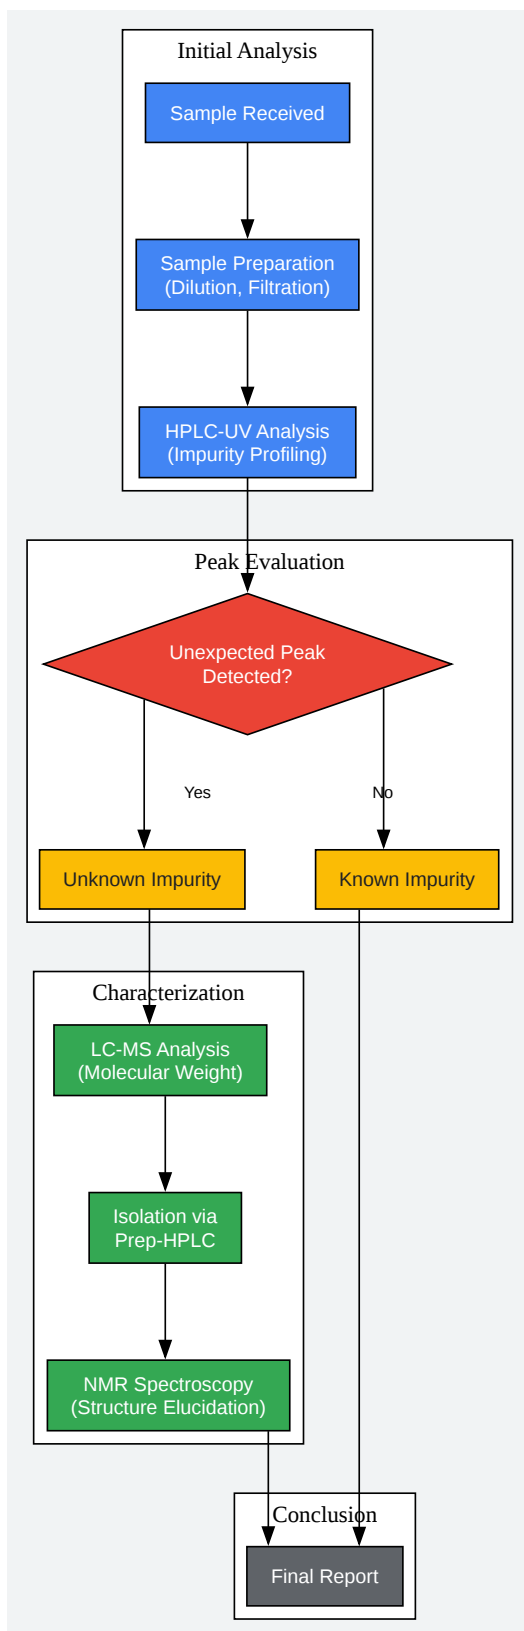 Initial Analysis
Sample Received
Sample Preparation
(Dilution, Filtration)
HPLC-UV Analysis
(Impurity Profiling)
Peak Evaluation
Unexpected Peak
Detected?
Yes
No
Unknown Impurity
Known Impurity
Characterization
LC-MS Analysis
(Molecular Weight)
Isolation via
Prep-HPLC
NMR Spectroscopy
(Structure Elucidation)
Conclusion
Final Report